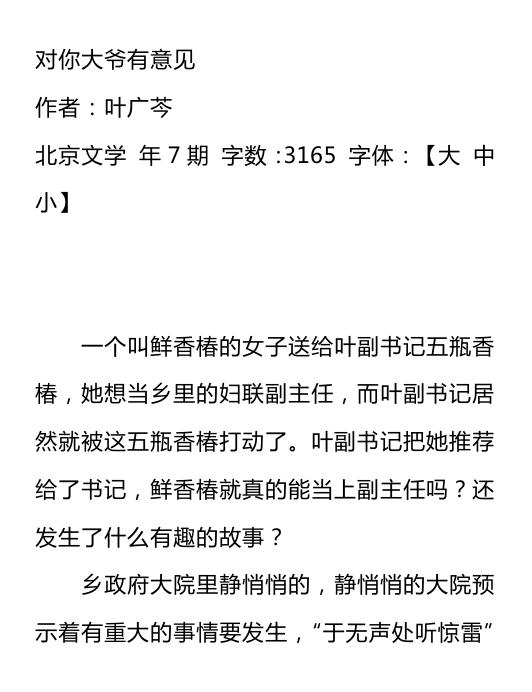 对你大爷有意见
作者：叶广芩
北京文学 年 7 期 字数 :3165 字体：【大 中
小】
一个叫鲜香椿的女子送给叶副书记五瓶香
椿，她想当乡里的妇联副主任，而叶副书记居
然就被这五瓶香椿打动了。叶副书记把她推荐
给了书记，鲜香椿就真的能当上副主任吗？还
发生了什么有趣的故事？
乡政府大院里静悄悄的，静悄悄的大院预
示着有重大的事情要发生，“于无声处听惊雷”